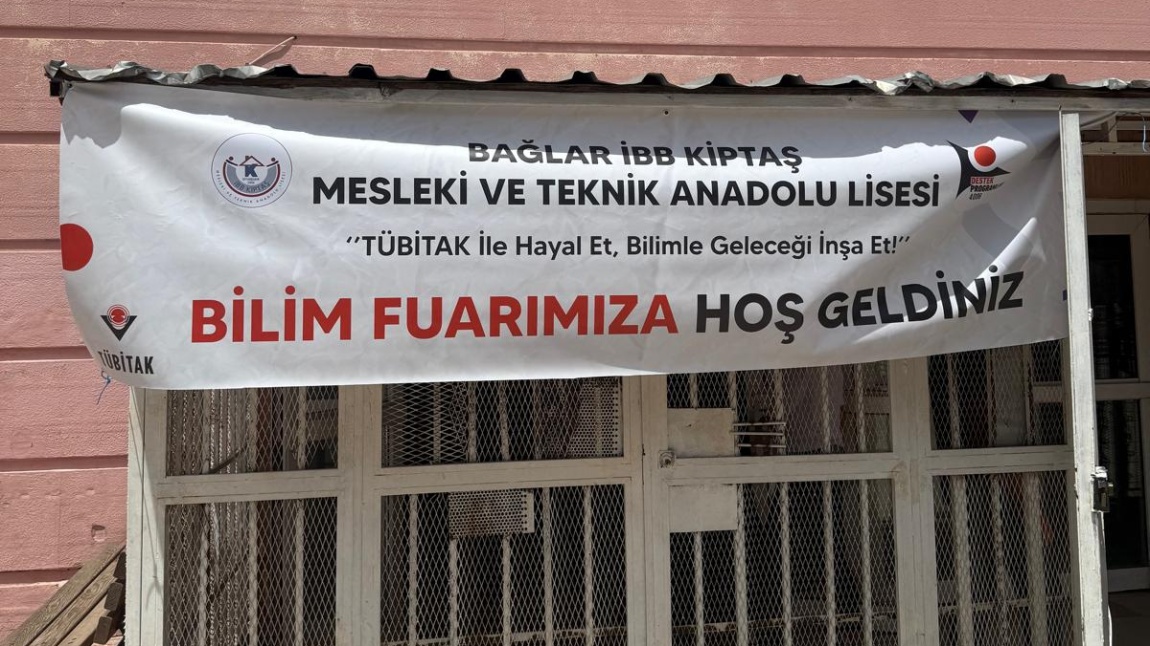 BAĞLAR İBB KİPTAŞ
MESLEKİ VE TEKNİK ANADOLU LİSESİ
''TÜBİTAK İle Hayal Et, Bilimle Geleceği İnşa Et!''
BİLİM FUARIMIZA HOŞ GELDİNİZ
TÜBİTAK
DESTEK